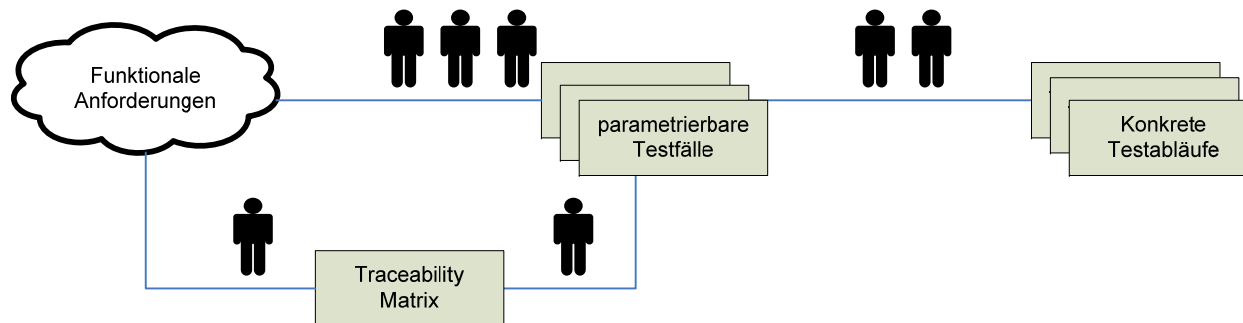 Funktionale
Anforderungen
parametrierbare
Testfälle
Konkrete
Testabläufe
Traceability
Matrix